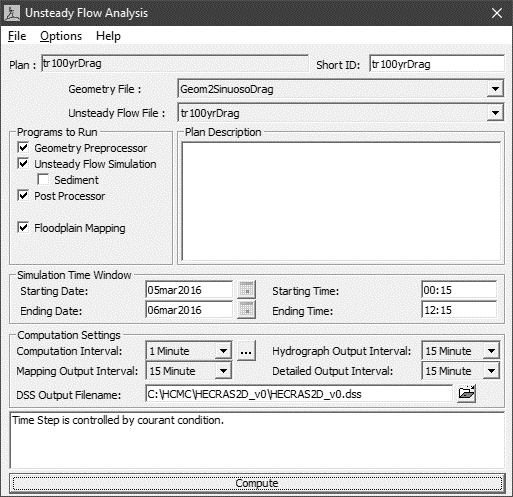 Unsteady Flow Analysis
File Options Help
Plan : tr100yrDrag Short ID: tr100yrDrag
Geometry File : Geom2SinuosoDrag
Unsteady Flow File : tr100yrDrag
Programs to Run Plan Description
Geometry Preprocessor
Unsteady Flow Simulation
Sediment
Post Processor
Floodplain Mapping
Simulation Time Window
Starting Date: 05mar2016 Starting Time: 00:15
Ending Date: 06mar2016 Ending Time: 12:15
Computation Settings
Computation Interval: 1 Minute ... Hydrograph Output Interval: 15 Minute
Mapping Output Interval: 15 Minute Detailed Output Interval: 15 Minute
DSS Output Filename: C:\HCMC\HECRAS2D_v0\HECRAS2D_v0.dss
Time Step is controlled by courant condition.
Compute